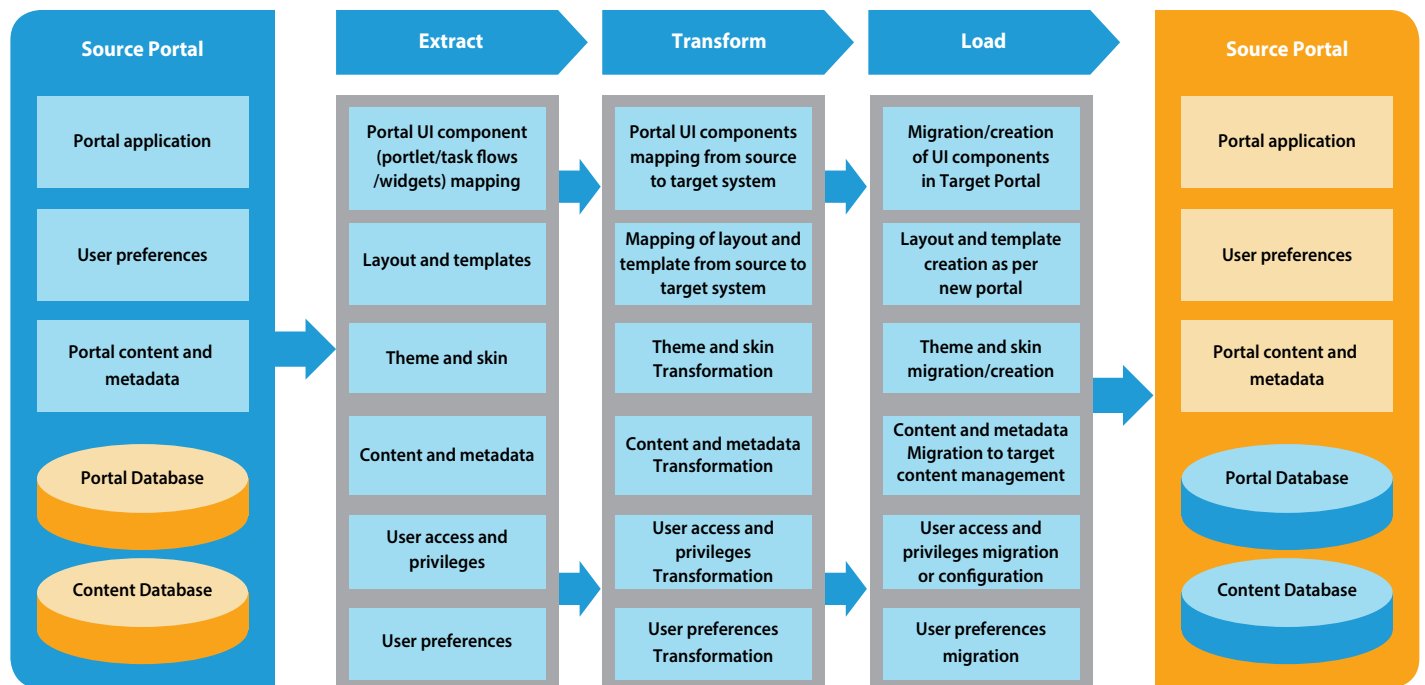 Source Portal
Portal application
User preferences
Portal content and
metadata
Portal Database
Content Database
Extract
Portal UI component
(portlet/task flows
/widgets) mapping
Layout and templates
Theme and skin
Content and metadata
User access and
privileges
User preferences
Transform
Portal UI components
mapping from source
to target system
Mapping of layout and
template from source to
target system
Theme and skin
Transformation
Content and metadata
Transformation
User access and
privileges
Transformation
User preferences
Transformation
Load
Migration/creation
of UI components
in Target Portal
Layout and template
creation as per
new portal
Theme and skin
migration/creation
Content and metadata
Migration to target
content management
User access and
privileges migration
or configuration
User preferences
migration
Source Portal
Portal application
User preferences
Portal content and
metadata
Portal Database
Content Database